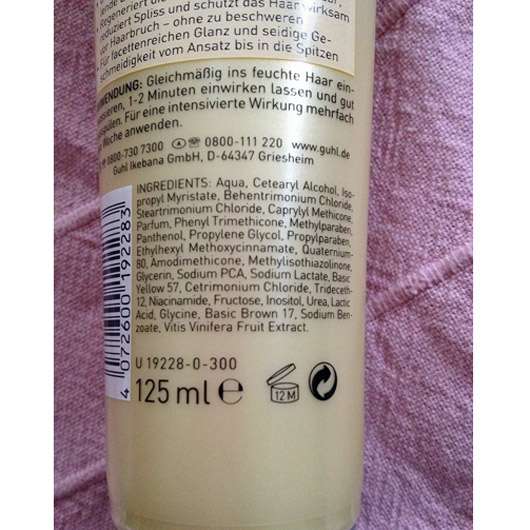 Regeneriert die
reduziert Spliss und schützt das Haar wirksam
vor Haarbruch – ohne zu beschweren
• Für facettenreichen Glanz und seidige Ge-
schmeidigkeit vom Ansatz bis in die Spitzen
NWENDUNG: Gleichmäßig ins feuchte Haar ein-
assieren, 1-2 Minuten einwirken lassen und gut
spülen. Für eine intensivierte Wirkung mehrfach
Woche anwenden.
0800-730 7300 A 0800-111 220 www.guhl.de
Guhl Ikebana GmbH, D-64347 Griesheim
INGREDIENTS: Aqua, Cetearyl Alcohol, Iso-
propyl Myristate, Behentrimonium Chloride,
Steartrimonium Chloride, Caprylyl Methicone,
Parfum, Phenyl Trimethicone, Methylparaben,
Panthenol, Propylene Glycol, Propylparaben,
Ethylhexyl Methoxycinnamate, Quaternium-
80, Amodimethicone, Methylisothiazolinone,
Glycerin, Sodium PCA, Sodium Lactate, Basic
Yellow 57, Cetrimonium Chloride, Trideceth-
12, Niacinamide, Fructose, Inositol, Urea, Lactic
Acid, Glycine, Basic Brown 17, Sodium Ben-
zoate, Vitis Vinifera Fruit Extract.
4 072600 192283
U 19228-0-300
125 ml e
12 M